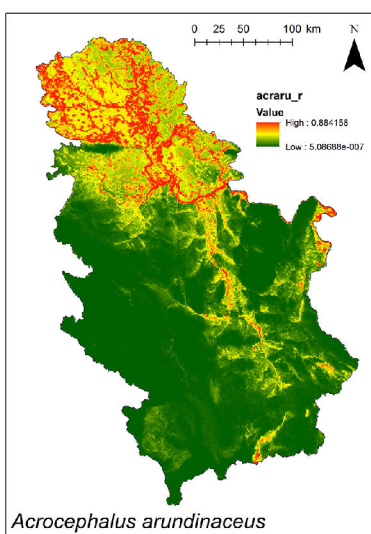 0 25 50 100 km
N
acraru_r
Value
High : 0.884158
Low : 5.08688e-007
Acrocephalus arundinaceus